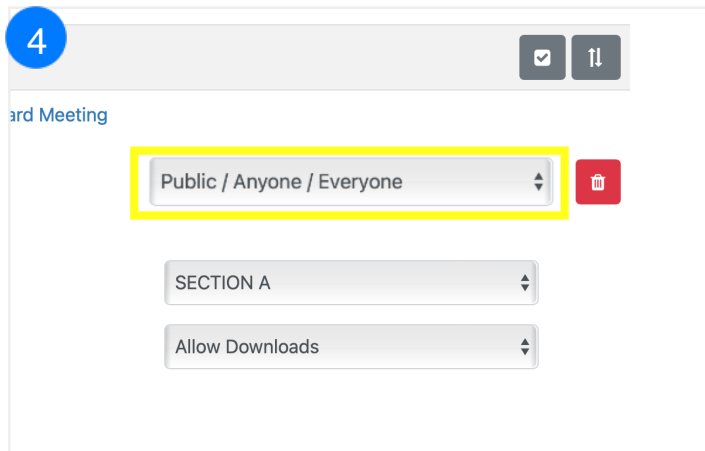 4
ard Meeting
Public / Anyone / Everyone
SECTION A
Allow Downloads